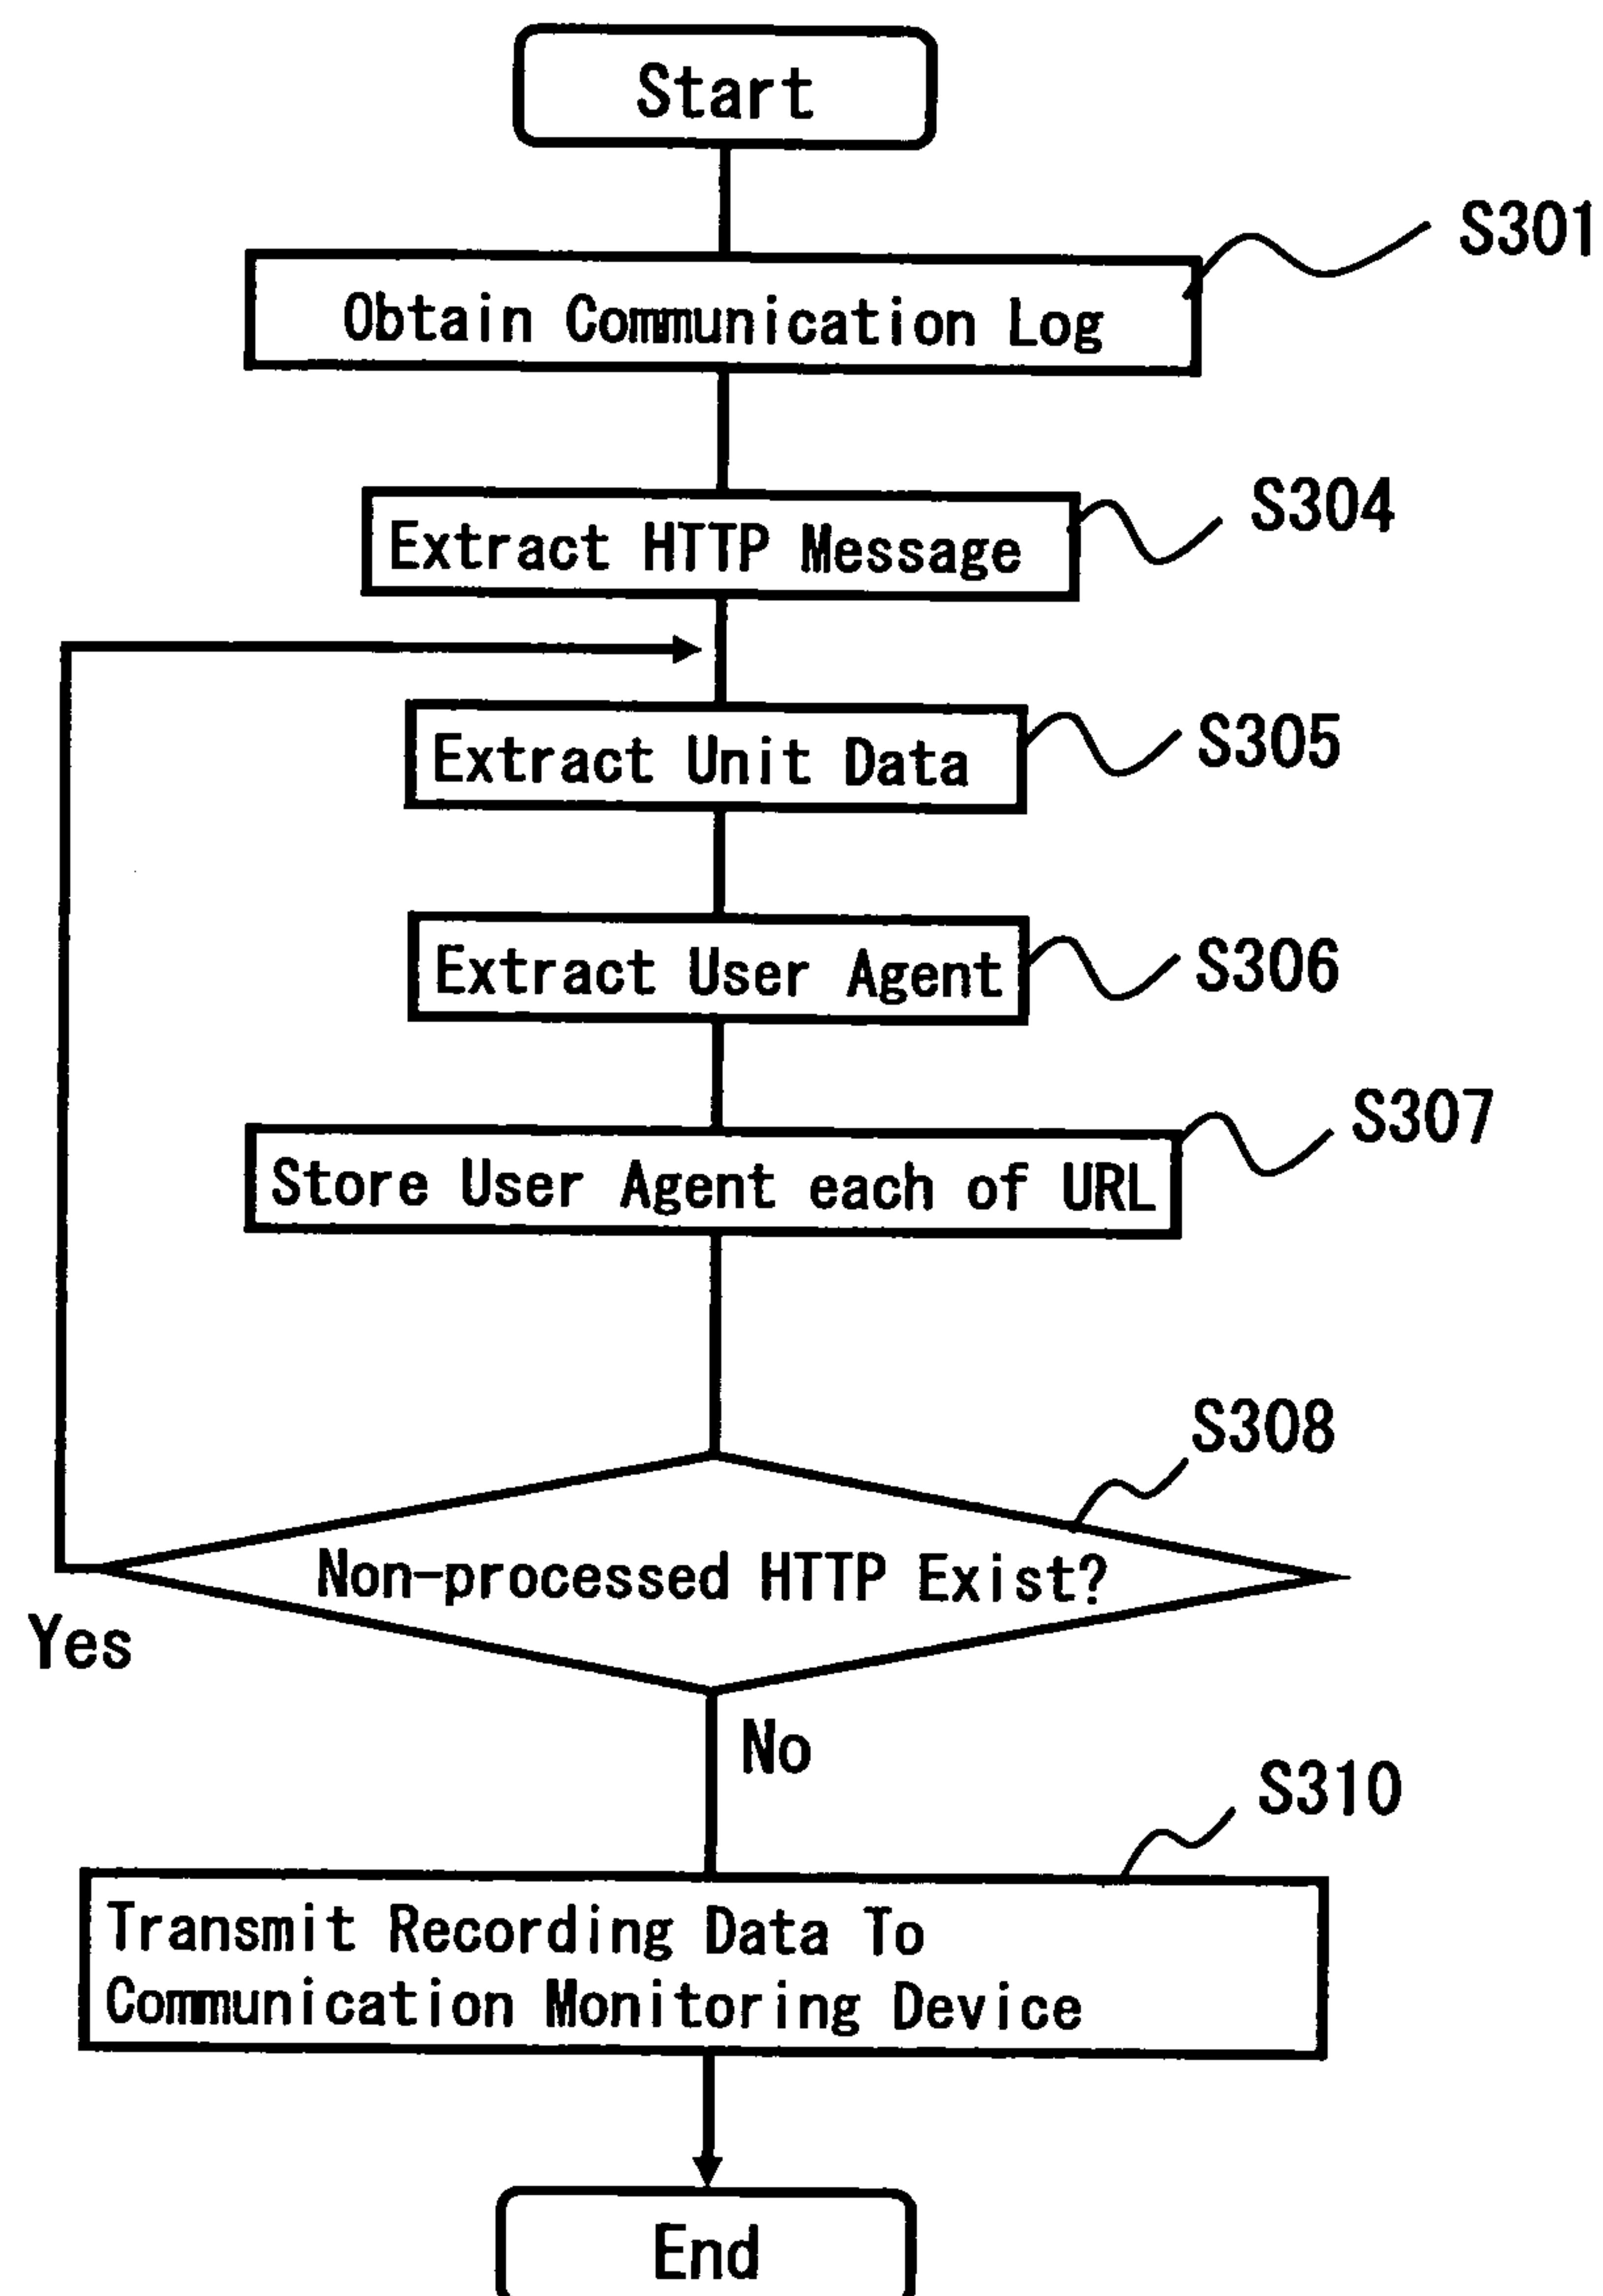 Start
S301
Obtain Communication Log
S304
Extract HTTP Message
S305
Extract Unit Data
S306
Extract User Agent
S307
Store User Agent each of URL
S308
Non-processed HTTP Exist?
Yes
No
S310
Transmit Recording Data To
Communication Monitoring Device
End